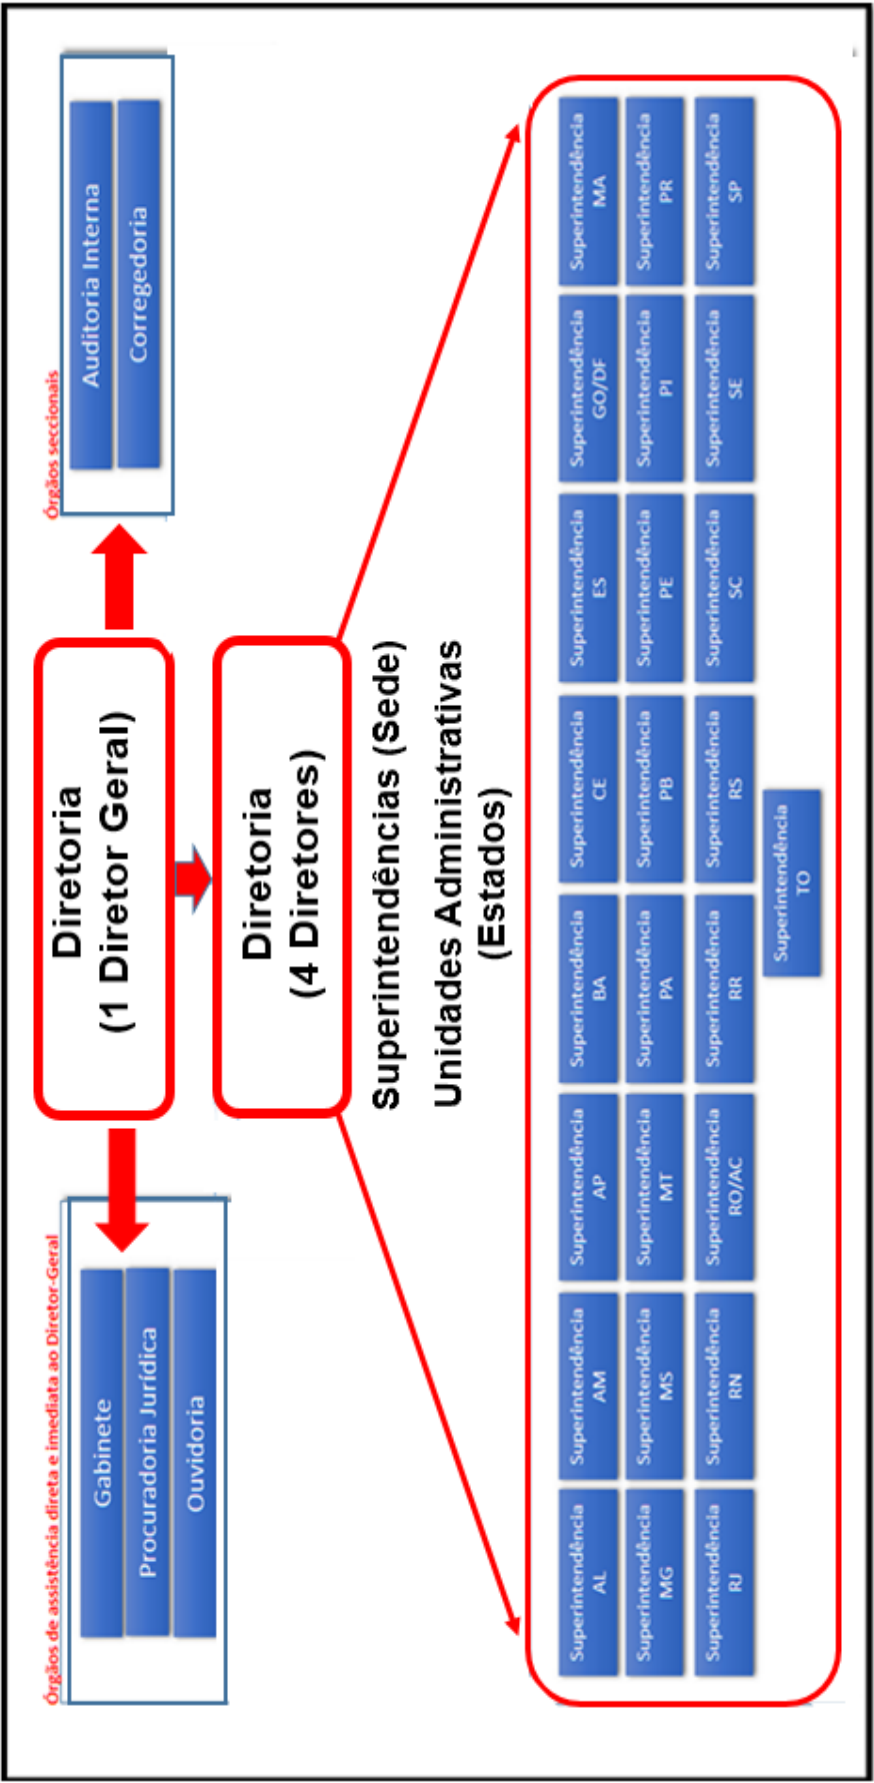 Órgãos de assistência direta e imediata ao Diretor-Geral
Gabinete
Procuradoria Jurídica
Ouvidoria
Diretoria
(1 Diretor Geral)
Órgãos seccionais
Auditoria Interna
Corregedoria
Diretoria
(4 Diretores)
Superintendências (Sede)
Unidades Administrativas
(Estados)
Superintendência
AL
Superintendência
AM
Superintendência
AP
Superintendência
BA
Superintendência
CE
Superintendência
ES
Superintendência
GO/DF
Superintendência
MA
Superintendência
MG
Superintendência
MS
Superintendência
MT
Superintendência
PA
Superintendência
PB
Superintendência
PE
Superintendência
PI
Superintendência
PR
Superintendência
RJ
Superintendência
RN
Superintendência
RO/AC
Superintendência
RR
Superintendência
RS
Superintendência
SC
Superintendência
SE
Superintendência
SP
Superintendência
TO